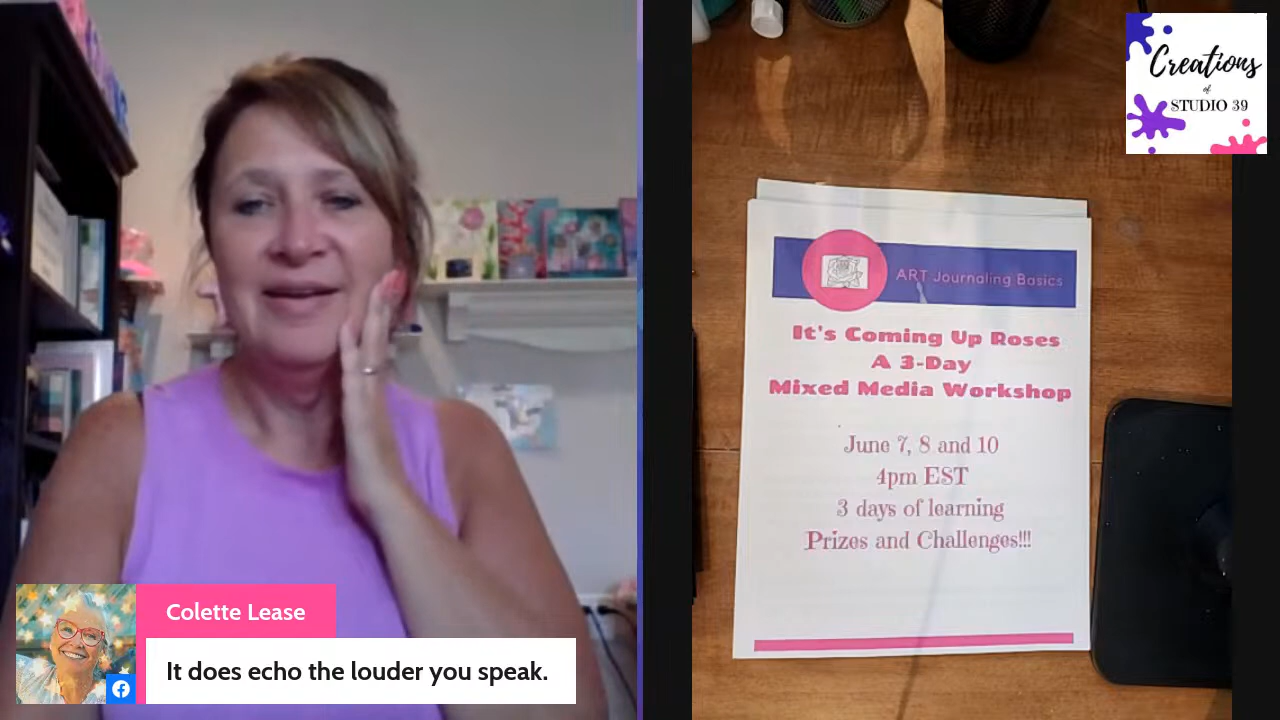 Creations
of
STUDIO 39
ART Journaling Basics
It's Coming Up Roses
A 3-Day
Mixed Media Workshop
June 7, 8 and 10
4pm EST
3 days of learning
Prizes and Challenges!!!
Colette Lease
It does echo the louder you speak.